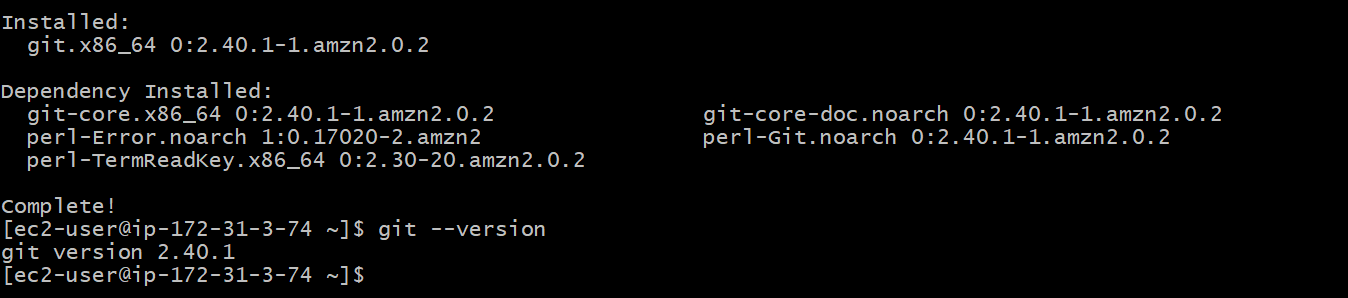 Installed:
  git.x86_64 0:2.40.1-1.amzn2.0.2
Dependency Installed:
  git-core.x86_64 0:2.40.1-1.amzn2.0.2                git-core-doc.noarch 0:2.40.1-1.amzn2.0.2
  perl-Error.noarch 1:0.17020-2.amzn2                 perl-Git.noarch 0:2.40.1-1.amzn2.0.2
  perl-TermReadKey.x86_64 0:2.30-20.amzn2.0.2
Complete!
[ec2-user@ip-172-31-3-74 ~]$ git --version
git version 2.40.1
[ec2-user@ip-172-31-3-74 ~]$